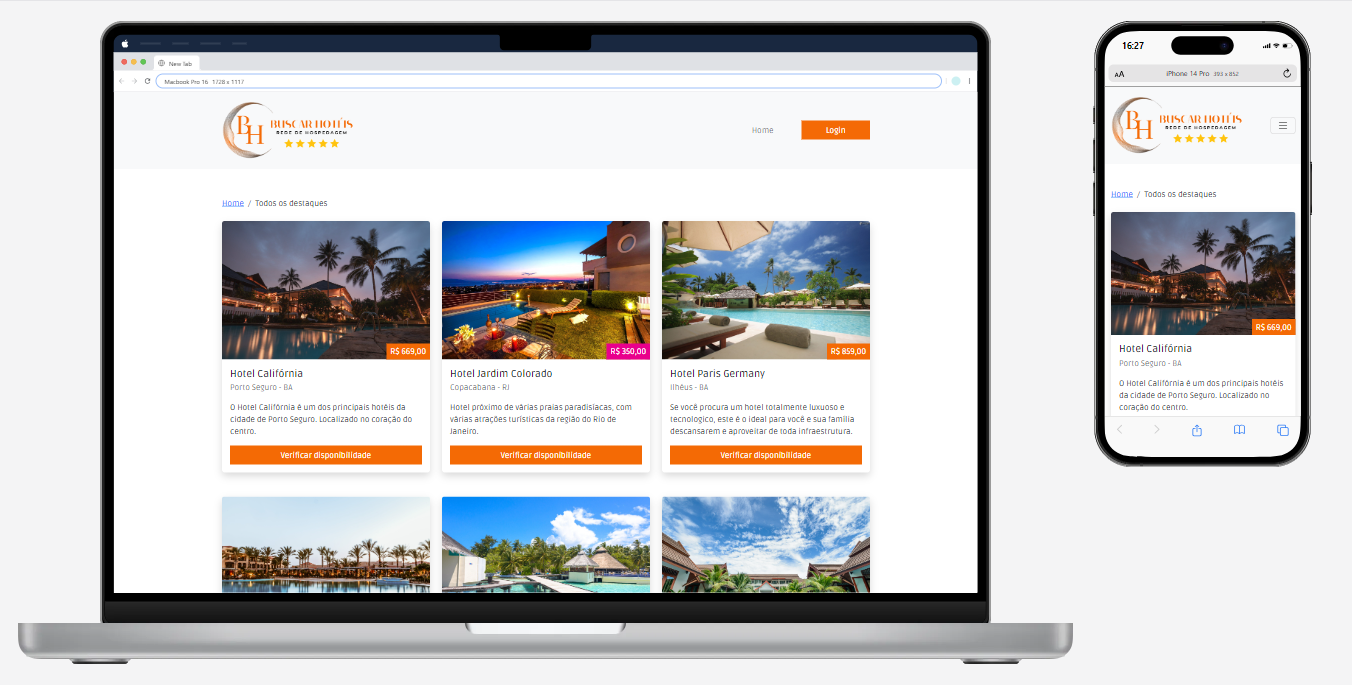 New Tab
Macbook Pro 16 1728 x 1117
BH
BUSCAR HOTÉIS
REDE DE HOSPEDAGEM
Home
Login
Home / Todos os destaques
R$ 669,00
R$ 350,00
R$ 859,00
Hotel Califórnia
Porto Seguro - BA
O Hotel Califórnia é um dos principais hotéis da
cidade de Porto Seguro. Localizado no coração do
centro.
Verificar disponibilidade
Hotel Jardim Colorado
Copacabana - RJ
Hotel próximo de várias praias paradisíacas, com
várias atrações turísticas da região do Rio de
Janeiro.
Verificar disponibilidade
Hotel Paris Germany
Ilhéus - BA
Se você procura um hotel totalmente luxuoso e
tecnologico, este é o ideal para você e sua família
descansarem e aproveitar de toda infraestrutura.
Verificar disponibilidade
16:27
AA
iPhone 14 Pro 393 x 852
BH
BUSCAR HOTÉIS
REDE DE HOSPEDAGEM
Home / Todos os destaques
R$ 669,00
Hotel Califórnia
Porto Seguro - BA
O Hotel Califórnia é um dos principais hotéis
da cidade de Porto Seguro. Localizado no
coração do centro.